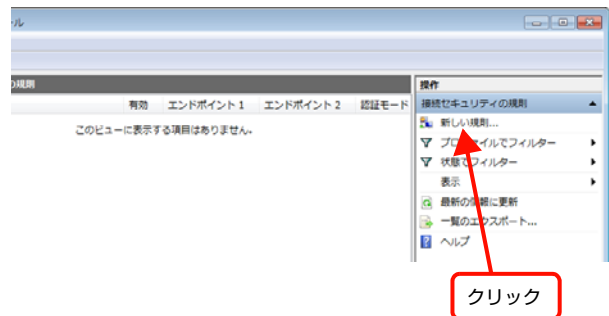 ール
の規則
有効 エンドポイント 1 エンドポイント 2 認証モード
このビューに表示する項目はありません。
操作
接続セキュリティの規則
新しい規則...
プロファイルでフィルター
状態でフィルター
表示
最新の情報に更新
一覧のエクスポート...
ヘルプ
クリック